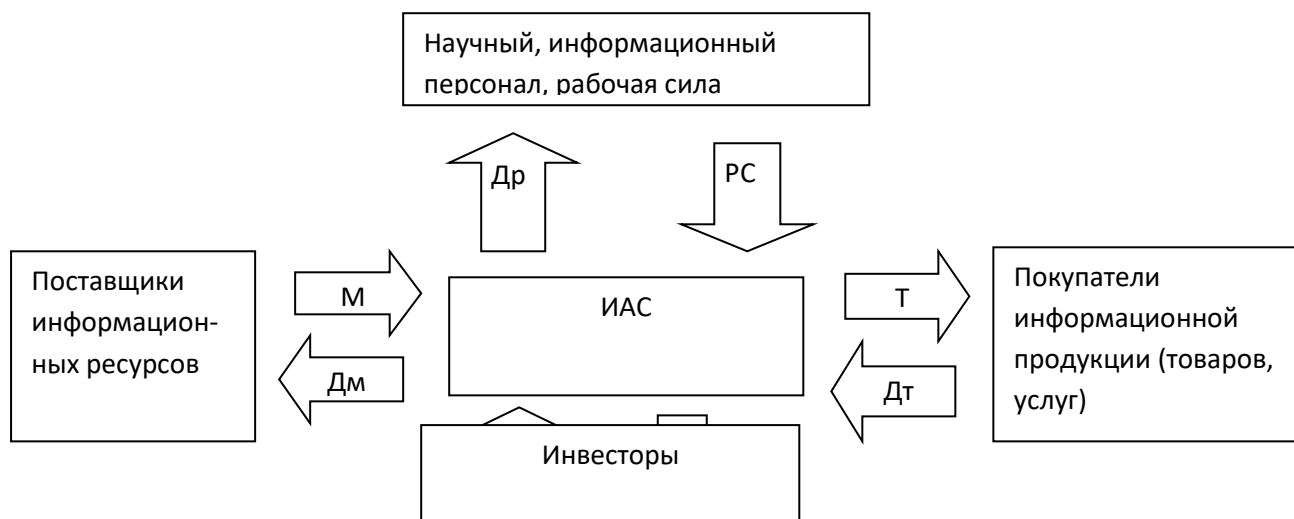 Научный, информационный
персонал, рабочая сила
Др
РС
Поставщики
информацион-
ных ресурсов
М
Дм
ИАС
Т
Дт
Покупатели
информационной
продукции (товаров,
услуг)
Инвесторы